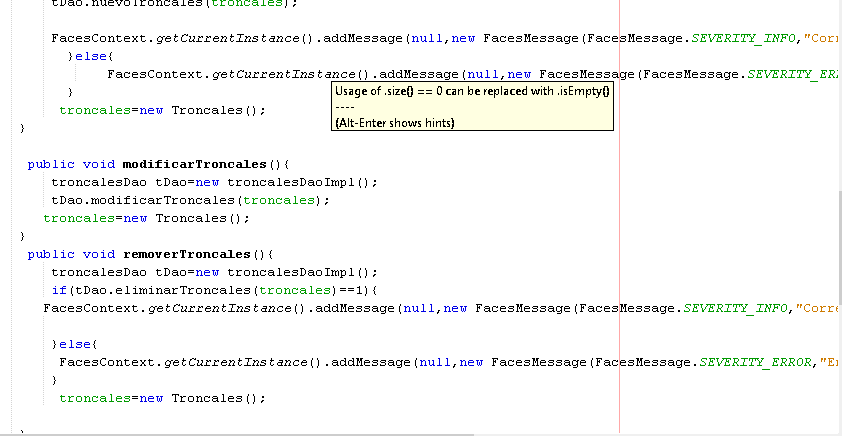 tDao.nuevoTroncales(troncales);
FacesContext.getCurrentInstance().addMessage(null,new FacesMessage(FacesMessage.SEVERITY_INFO,"Corr
}else{
FacesContext.getCurrentInstance().addMessage(null,new FacesMessage(FacesMessage.SEVERITY_ER
}
Usage of .size() == 0 can be replaced with .isEmpty()
----
(Alt-Enter shows hints)
troncales=new Troncales();
}
public void modificarTroncales(){
troncalesDao tDao=new troncalesDaoImpl();
tDao.modificarTroncales(troncales);
troncales=new Troncales();
}
public void removerTroncales(){
troncalesDao tDao=new troncalesDaoImpl();
if(tDao.eliminarTroncales(troncales)==1){
FacesContext.getCurrentInstance().addMessage(null,new FacesMessage(FacesMessage.SEVERITY_INFO,"Corre
}else{
FacesContext.getCurrentInstance().addMessage(null,new FacesMessage(FacesMessage.SEVERITY_ERROR,"E
}
troncales=new Troncales();
}